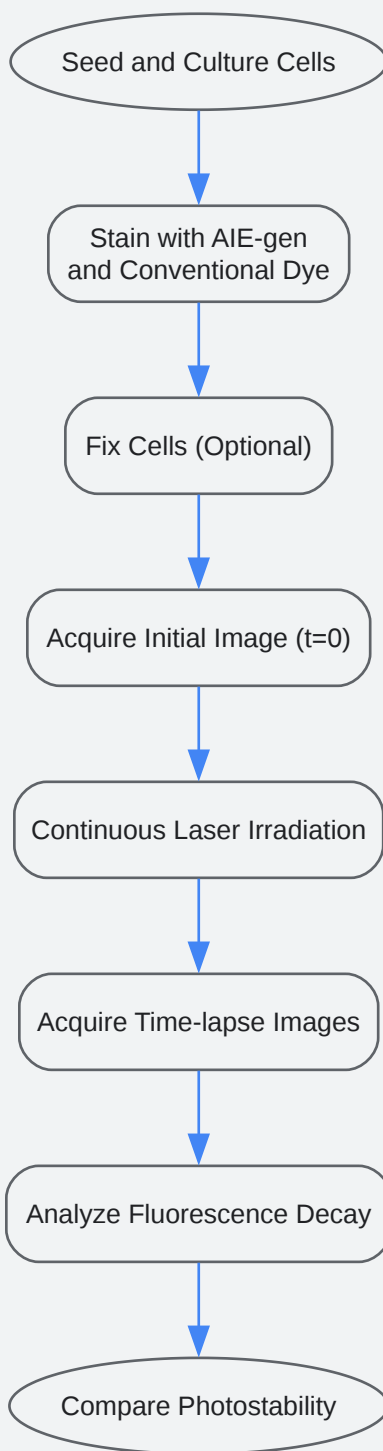 Seed and Culture Cells
Stain with AIE-gen
and Conventional Dye
Fix Cells (Optional)
Acquire Initial Image (t=0)
Continuous Laser Irradiation
Acquire Time-lapse Images
Analyze Fluorescence Decay
Compare Photostability